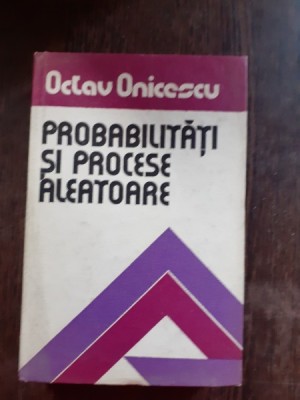 Octav Onicescu
PROBABILITĂȚI
ȘI PROCESE
ALEATOARE